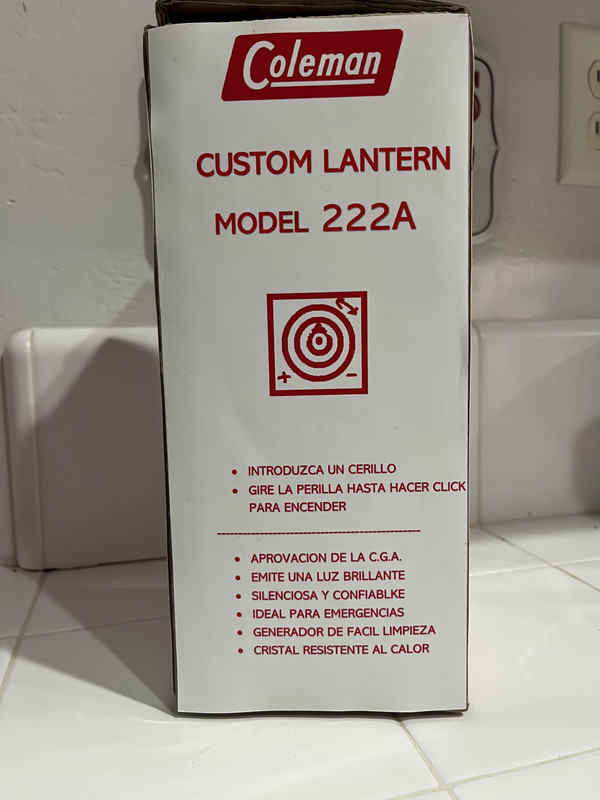 Coleman
CUSTOM LANTERN
MODEL 222A
+ –
• INTRODUZCA UN CERILLO
• GIRE LA PERILLA HASTA HACER CLICK
PARA ENCENDER
• APROVACION DE LA C.G.A.
• EMITE UNA LUZ BRILLANTE
• SILENCIOSA Y CONFIABLKE
• IDEAL PARA EMERGENCIAS
• GENERADOR DE FACIL LIMPIEZA
• CRISTAL RESISTENTE AL CALOR